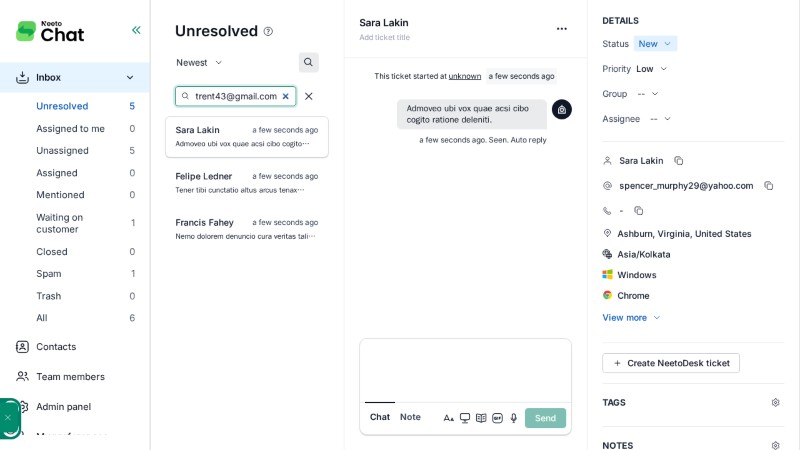 Neeto
Chat
Inbox
Unresolved 5
Assigned to me 0
Unassigned 5
Assigned 0
Mentioned 0
Waiting on
customer 1
Closed 0
Spam 1
Trash 0
All 6
Contacts
Team members
Admin panel
Unresolved
Newest
trent43@gmail.com
Sara Lakin a few seconds ago
Admoveo ubi vox quae acsi cibo cogito···
Felipe Ledner a few seconds ago
Tener tibi cunctatio altus arcus tenax···
Francis Fahey a few seconds ago
Nemo dolorem denuncio cura veritas tali···
Sara Lakin
Add ticket title
This ticket started at unknown a few seconds ago
Admoveo ubi vox quae acsi cibo
cogito ratione deleniti.
a few seconds ago. Seen. Auto reply
Chat Note
Send
DETAILS
Status New
Priority Low
Group --
Assignee --
Sara Lakin
spencer_murphy29@yahoo.com
-
Ashburn, Virginia, United States
Asia/Kolkata
Windows
Chrome
View more
+ Create NeetoDesk ticket
TAGS
NOTES